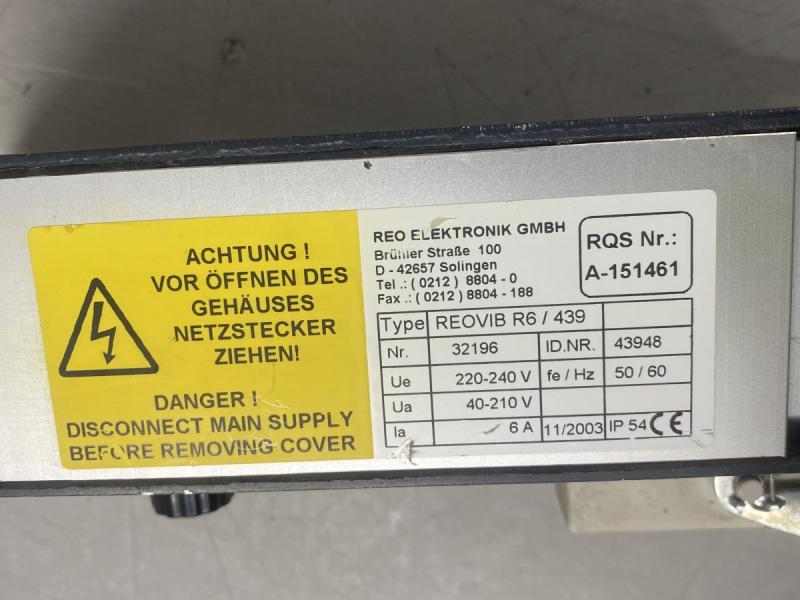 ACHTUNG !
VOR ÖFFNEN DES
GEHÄUSES
NETZSTECKER
ZIEHEN!
DANGER !
DISCONNECT MAIN SUPPLY
BEFORE REMOVING COVER
REO ELEKTRONIK GMBH
Brühler Straße 100
D - 42657 Solingen
Tel .: ( 0212 ) 8804 - 0
Fax .: ( 0212 ) 8804 - 188
RQS Nr.:
A-151461
Type REOVIB R6 / 439
Nr. 32196 ID.NR. 43948
Ue 220-240 V fe / Hz 50 / 60
Ua 40-210 V
Ia 6 A 11/2003 IP 54 CE